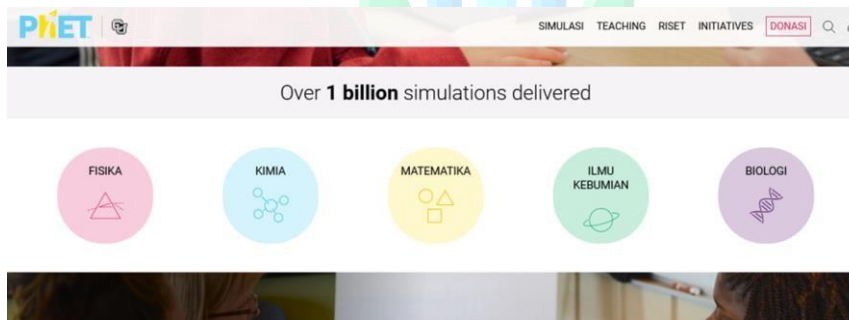 PhET
SIMULASI TEACHING RISET INITIATIVES DONASI
Over 1 billion simulations delivered
FISIKA
KIMIA
MATEMATIKA
ILMU
KEBUMIAN
BIOLOGI